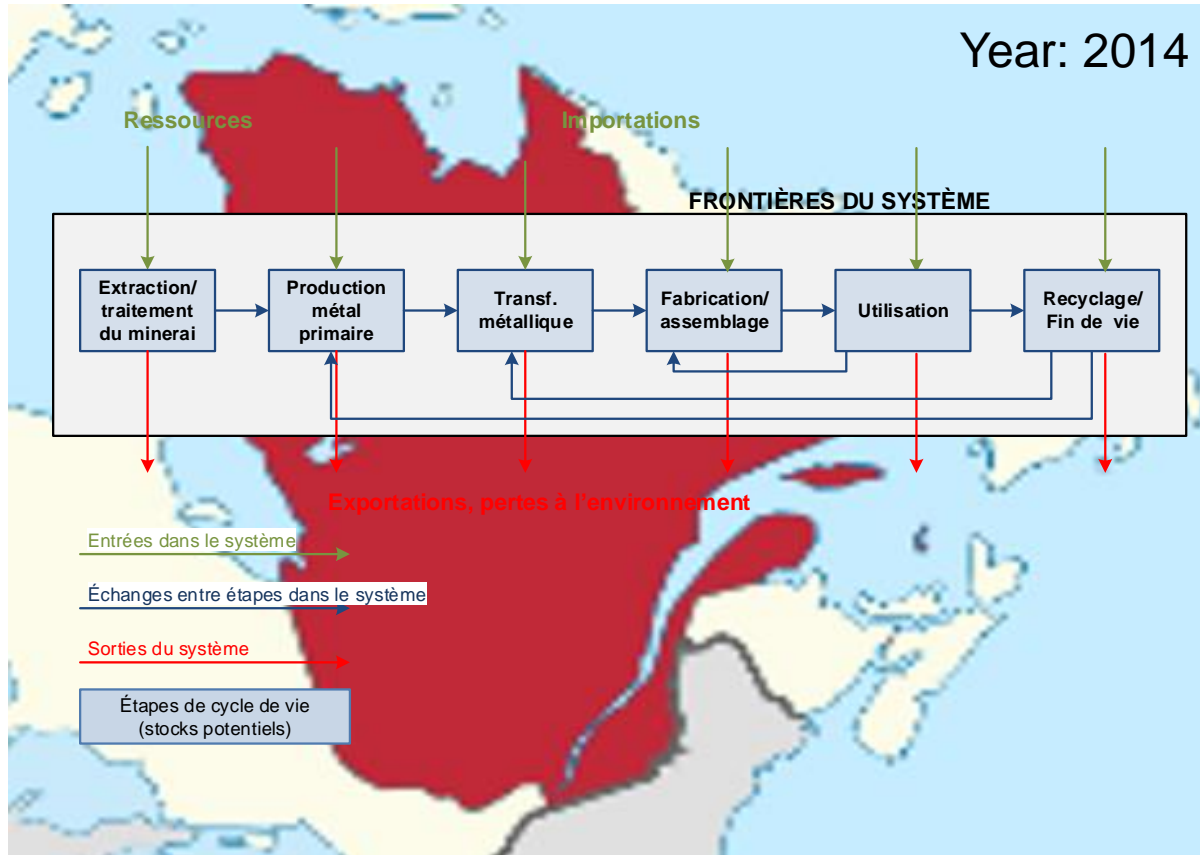 Year: 2014
Ressources
Importations
FRONTIÈRES DU SYSTÈME
Extraction/
traitement
du minerai
Production
métal
primaire
Transf.
métallique
Fabrication/
assemblage
Utilisation
Recyclage/
Fin de vie
Exportations, pertes à l'environnement
Entrées dans le système
Échanges entre étapes dans le système
Sorties du système
Étapes de cycle de vie
(stocks potentiels)